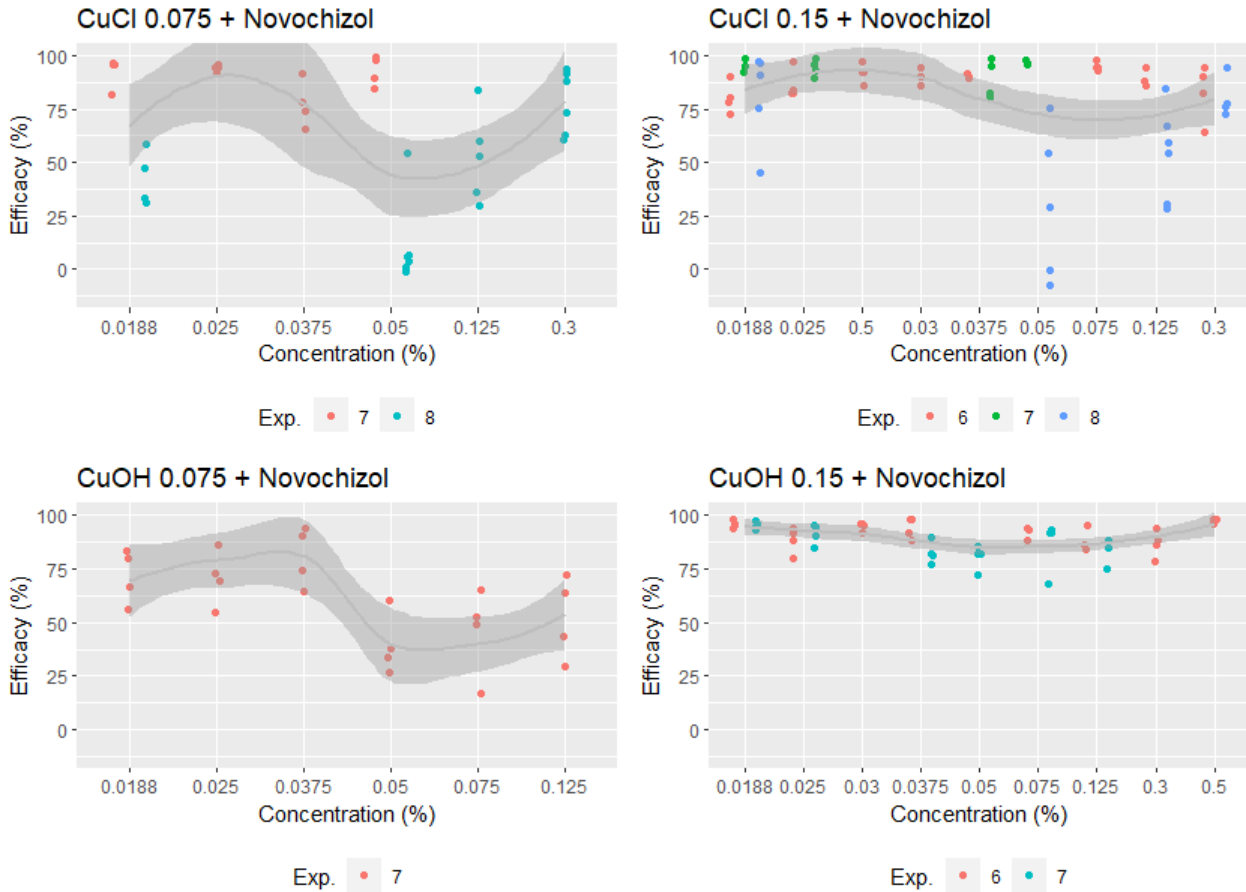 CuCl 0.075 + Novochizol
Efficacy (%)
100
75
50
25
0
0.0188 0.025 0.0375 0.05 0.125 0.3
Concentration (%)
Exp. 7 8
CuCl 0.15 + Novochizol
Efficacy (%)
100
75
50
25
0
0.0188 0.025 0.5 0.03 0.0375 0.05 0.075 0.125 0.3
Concentration (%)
Exp. 6 7 8
CuOH 0.075 + Novochizol
Efficacy (%)
100
75
50
25
0
0.0188 0.025 0.0375 0.05 0.075 0.125
Concentration (%)
Exp. 7
CuOH 0.15 + Novochizol
Efficacy (%)
100
75
50
25
0
0.0188 0.025 0.03 0.0375 0.05 0.075 0.125 0.3 0.5
Concentration (%)
Exp. 6 7